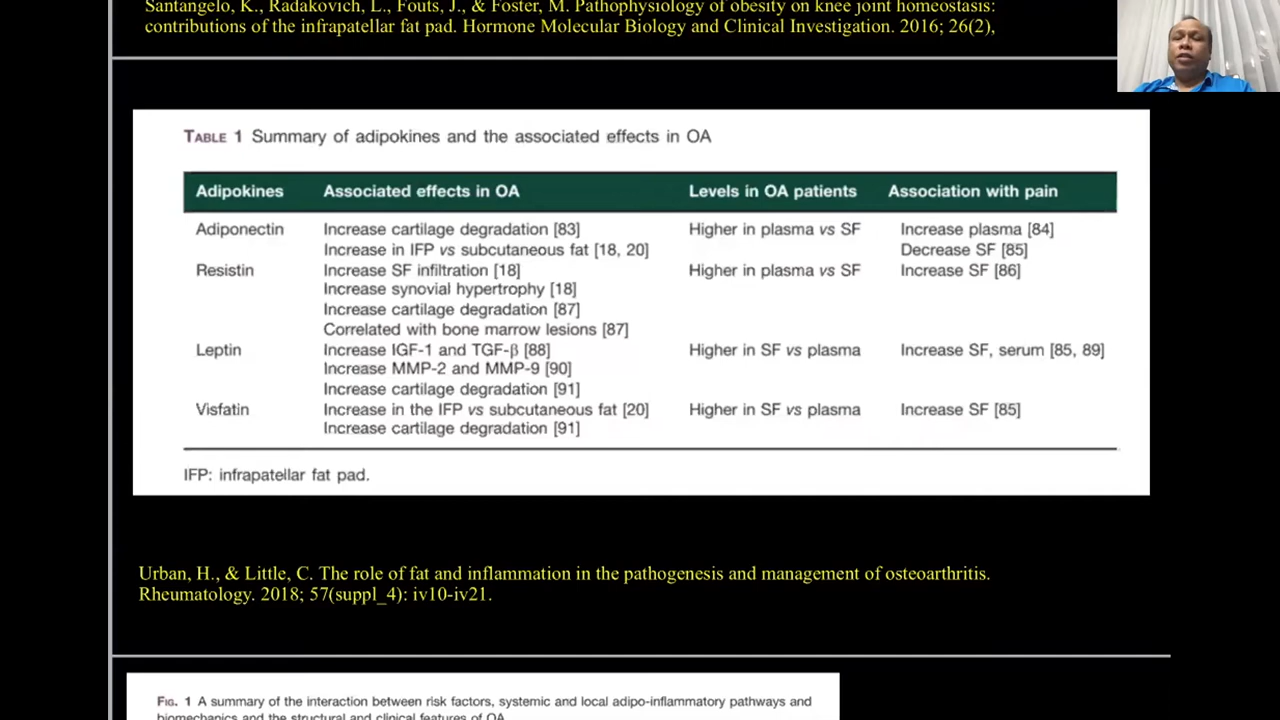 Santangelo, K., Radakovich, L., Fouts, J., & Foster, M. Pathophysiology of obesity on knee joint homeostasis:
contributions of the infrapatellar fat pad. Hormone Molecular Biology and Clinical Investigation. 2016; 26(2),
TABLE 1 Summary of adipokines and the associated effects in OA
Adipokines Associated effects in OA Levels in OA patients Association with pain
Adiponectin Increase cartilage degradation [83] Higher in plasma vs SF Increase plasma [84]
Increase in IFP vs subcutaneous fat [18, 20] Decrease SF [85]
Resistin Increase SF infiltration [18] Higher in plasma vs SF Increase SF [86]
Increase synovial hypertrophy [18]
Increase cartilage degradation [87]
Correlated with bone marrow lesions [87]
Leptin Increase IGF-1 and TGF-β [88] Higher in SF vs plasma Increase SF, serum [85, 89]
Increase MMP-2 and MMP-9 [90]
Increase cartilage degradation [91]
Visfatin Increase in the IFP vs subcutaneous fat [20] Higher in SF vs plasma Increase SF [85]
Increase cartilage degradation [91]
IFP: infrapatellar fat pad.
Urban, H., & Little, C. The role of fat and inflammation in the pathogenesis and management of osteoarthritis.
Rheumatology. 2018; 57(suppl_4): iv10-iv21.
FIG. 1 A summary of the interaction between risk factors, systemic and local adipo-inflammatory pathways and
biomechanics and the structural and clinical features of OA